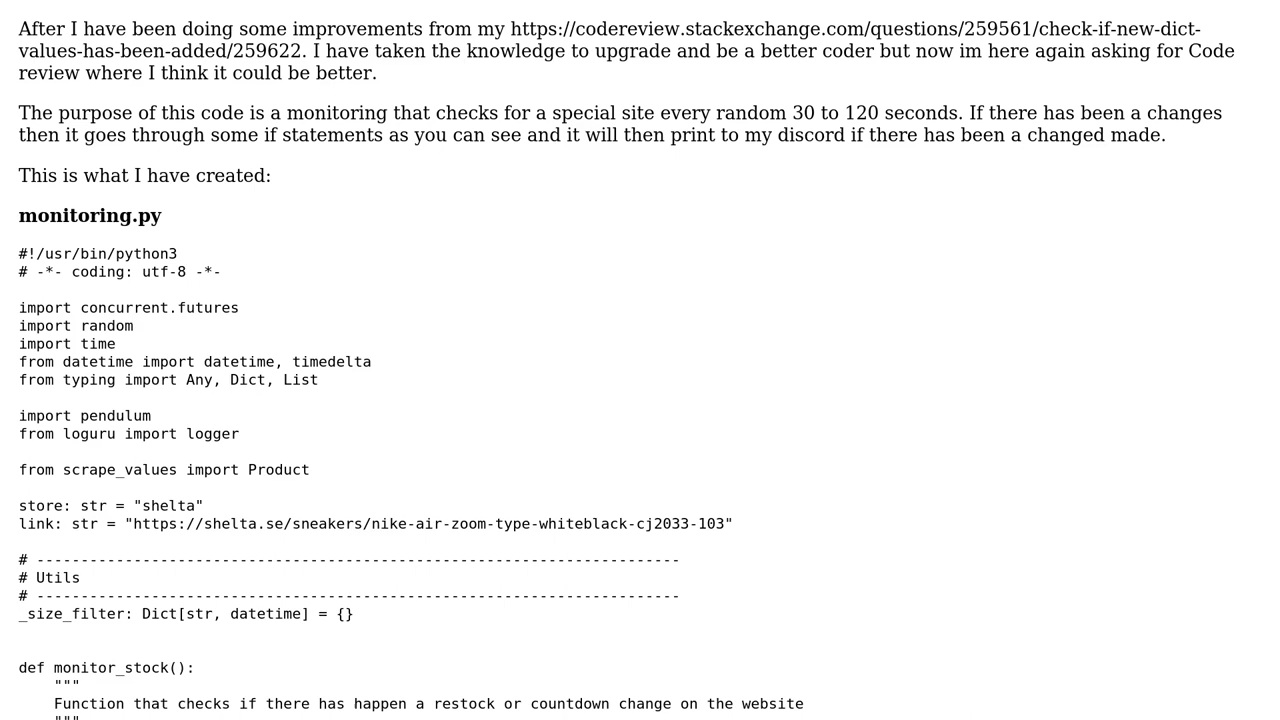 After I have been doing some improvements from my https://codereview.stackexchange.com/questions/259561/check-if-new-dict-
values-has-been-added/259622. I have taken the knowledge to upgrade and be a better coder but now im here again asking for Code
review where I think it could be better.
The purpose of this code is a monitoring that checks for a special site every random 30 to 120 seconds. If there has been a changes
then it goes through some if statements as you can see and it will then print to my discord if there has been a changed made.
This is what I have created:
monitoring.py
#!/usr/bin/python3
# -*- coding: utf-8 -*-
import concurrent.futures
import random
import time
from datetime import datetime, timedelta
from typing import Any, Dict, List
import pendulum
from loguru import logger
from scrape_values import Product
store: str = "shelta"
link: str = "https://shelta.se/sneakers/nike-air-zoom-type-whiteblack-cj2033-103"
# -------------------------------------------------------------------------
# Utils
# -------------------------------------------------------------------------
_size_filter: Dict[str, datetime] = {}
def monitor_stock():
    """
    Function that checks if there has happen a restock or countdown change on the website
    """